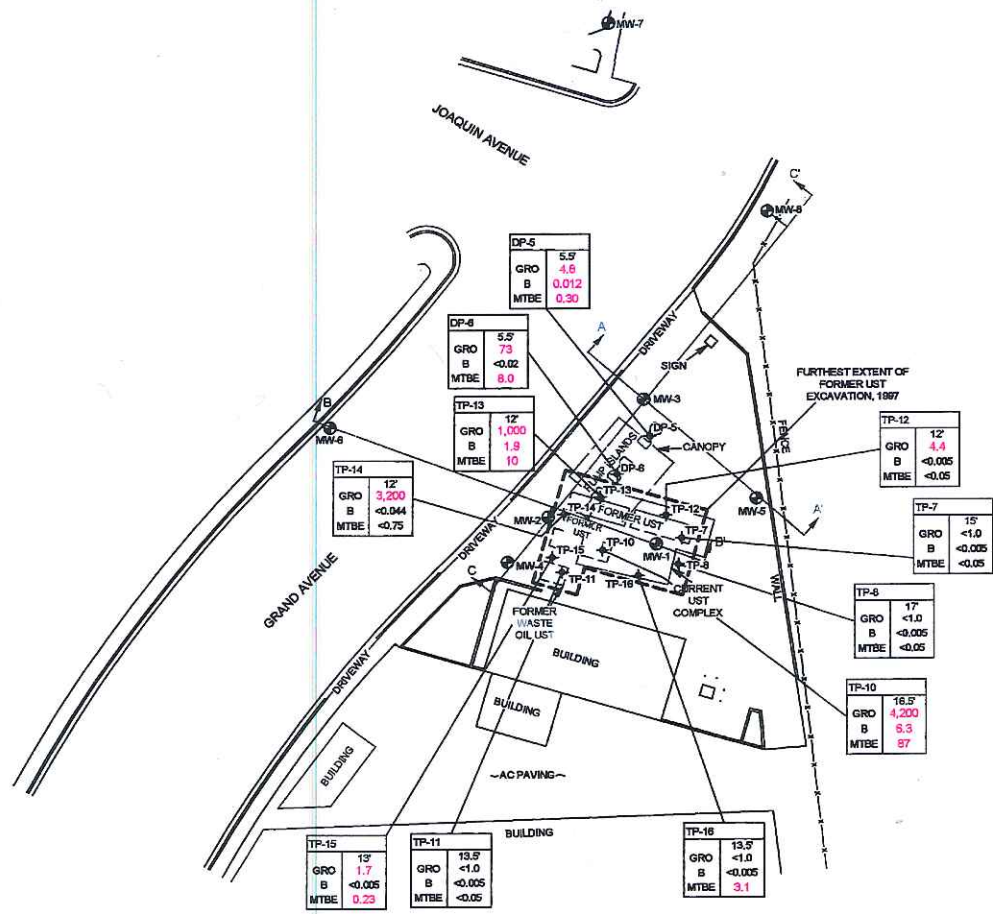 MW-7
JOAQUIN AVENUE
C'
MW-8
DP-5
5.5'
GRO 4.8
B 0.012
MTBE 0.30
DRIVEWAY
A
SIGN
DP-6
5.5'
GRO 73
B <0.02
MTBE 8.0
FURTHEST EXTENT OF
FORMER UST
EXCAVATION, 1997
MW-3
B
MW-6
TP-13
12'
GRO 1,000
B 1.9
MTBE 10
DP-5
CANOPY
FENCE
TP-12
12'
GRO 4.4
B <0.005
MTBE <0.05
TP-14
12'
GRO 3,200
B <0.044
MTBE <0.75
ISLANDS
DP-6
TP-13
TP-14
FORMER UST
TP-12
MW-5
A'
MW-2
FORMER
UST
TP-7
TP-7
15'
GRO <1.0
B <0.005
MTBE <0.05
TP-10
MW-1
B'
TP-15
TP-8
MW-4
TP-11
TP-16
CURRENT
UST
COMPLEX
C
DRIVEWAY
GRAND AVENUE
WALL
FORMER
WASTE
OIL UST
TP-8
17'
GRO <1.0
B <0.005
MTBE <0.05
BUILDING
DRIVEWAY
BUILDING
TP-10
16.5'
GRO 4,200
B 6.3
MTBE 87
BUILDING
~AC PAVING~
BUILDING
TP-15
13'
GRO 1.7
B <0.005
MTBE 0.23
TP-11
13.5'
GRO <1.0
B <0.005
MTBE <0.05
TP-16
13.5'
GRO <1.0
B <0.005
MTBE 3.1